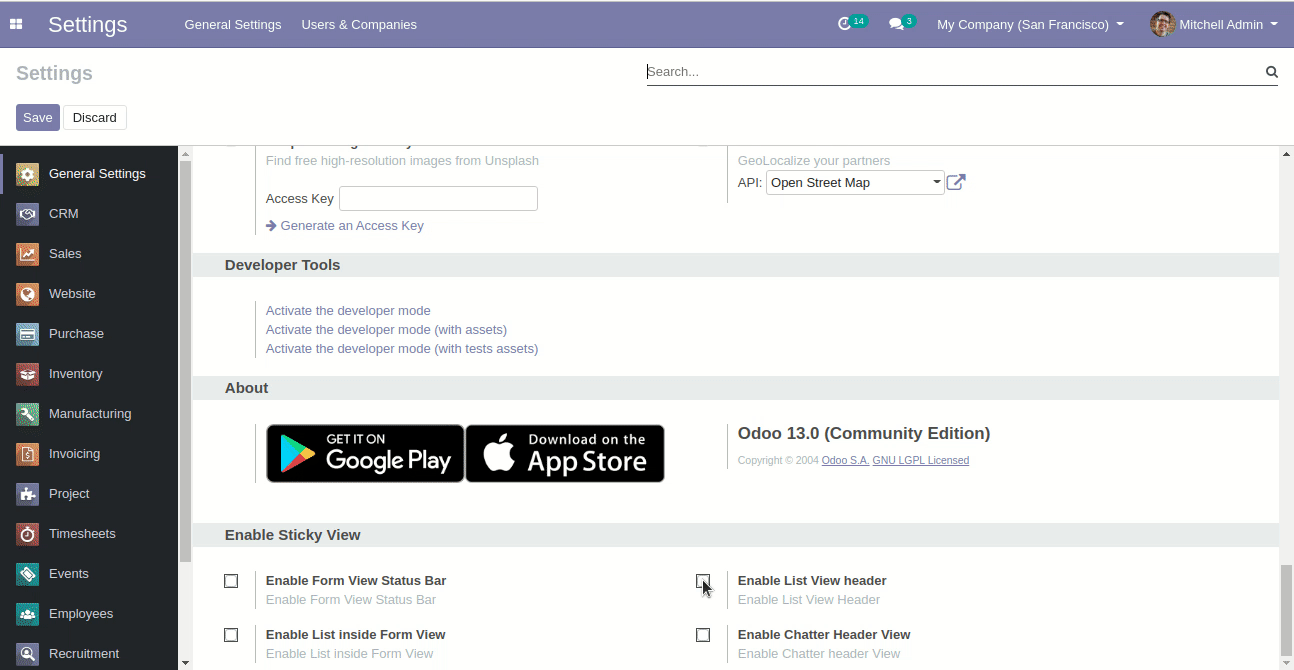 Settings General Settings Users & Companies 14 3 My Company (San Francisco) Mitchell Admin
Settings
Search...
Save Discard
General Settings
CRM
Sales
Website
Purchase
Inventory
Manufacturing
Invoicing
Project
Timesheets
Events
Employees
Recruitment
Find free high-resolution images from Unsplash
Access Key
Generate an Access Key
GeoLocalize your partners
API: Open Street Map
Developer Tools
Activate the developer mode
Activate the developer mode (with assets)
Activate the developer mode (with tests assets)
About
GET IT ON
Google Play
Download on the
App Store
Odoo 13.0 (Community Edition)
Copyright © 2004 Odoo S.A. GNU LGPL Licensed
Enable Sticky View
Enable Form View Status Bar
Enable Form View Status Bar
Enable List View header
Enable List View Header
Enable List inside Form View
Enable List inside Form View
Enable Chatter Header View
Enable Chatter header View